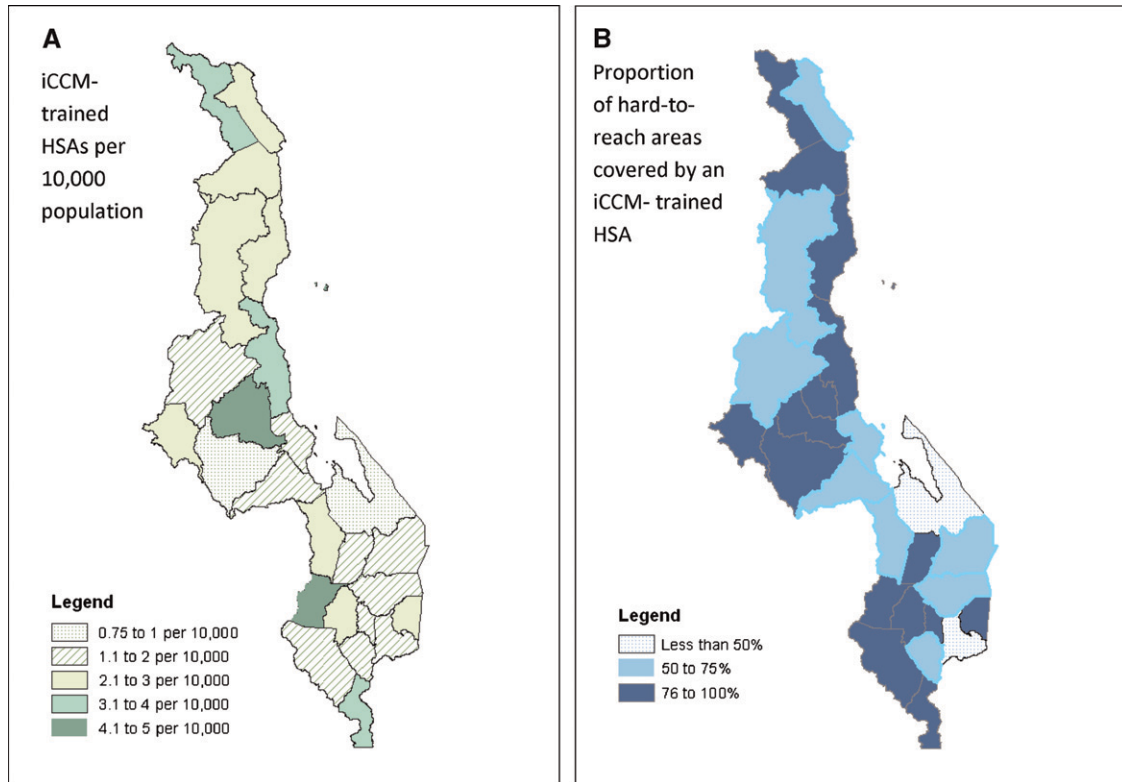 A
iCCM-
trained
HSAs per
10,000
population
Legend
0.75 to 1 per 10,000
1.1 to 2 per 10,000
2.1 to 3 per 10,000
3.1 to 4 per 10,000
4.1 to 5 per 10,000
B
Proportion
of hard-to-
reach areas
covered by an
iCCM- trained
HSA
Legend
Less than 50%
50 to 75%
76 to 100%